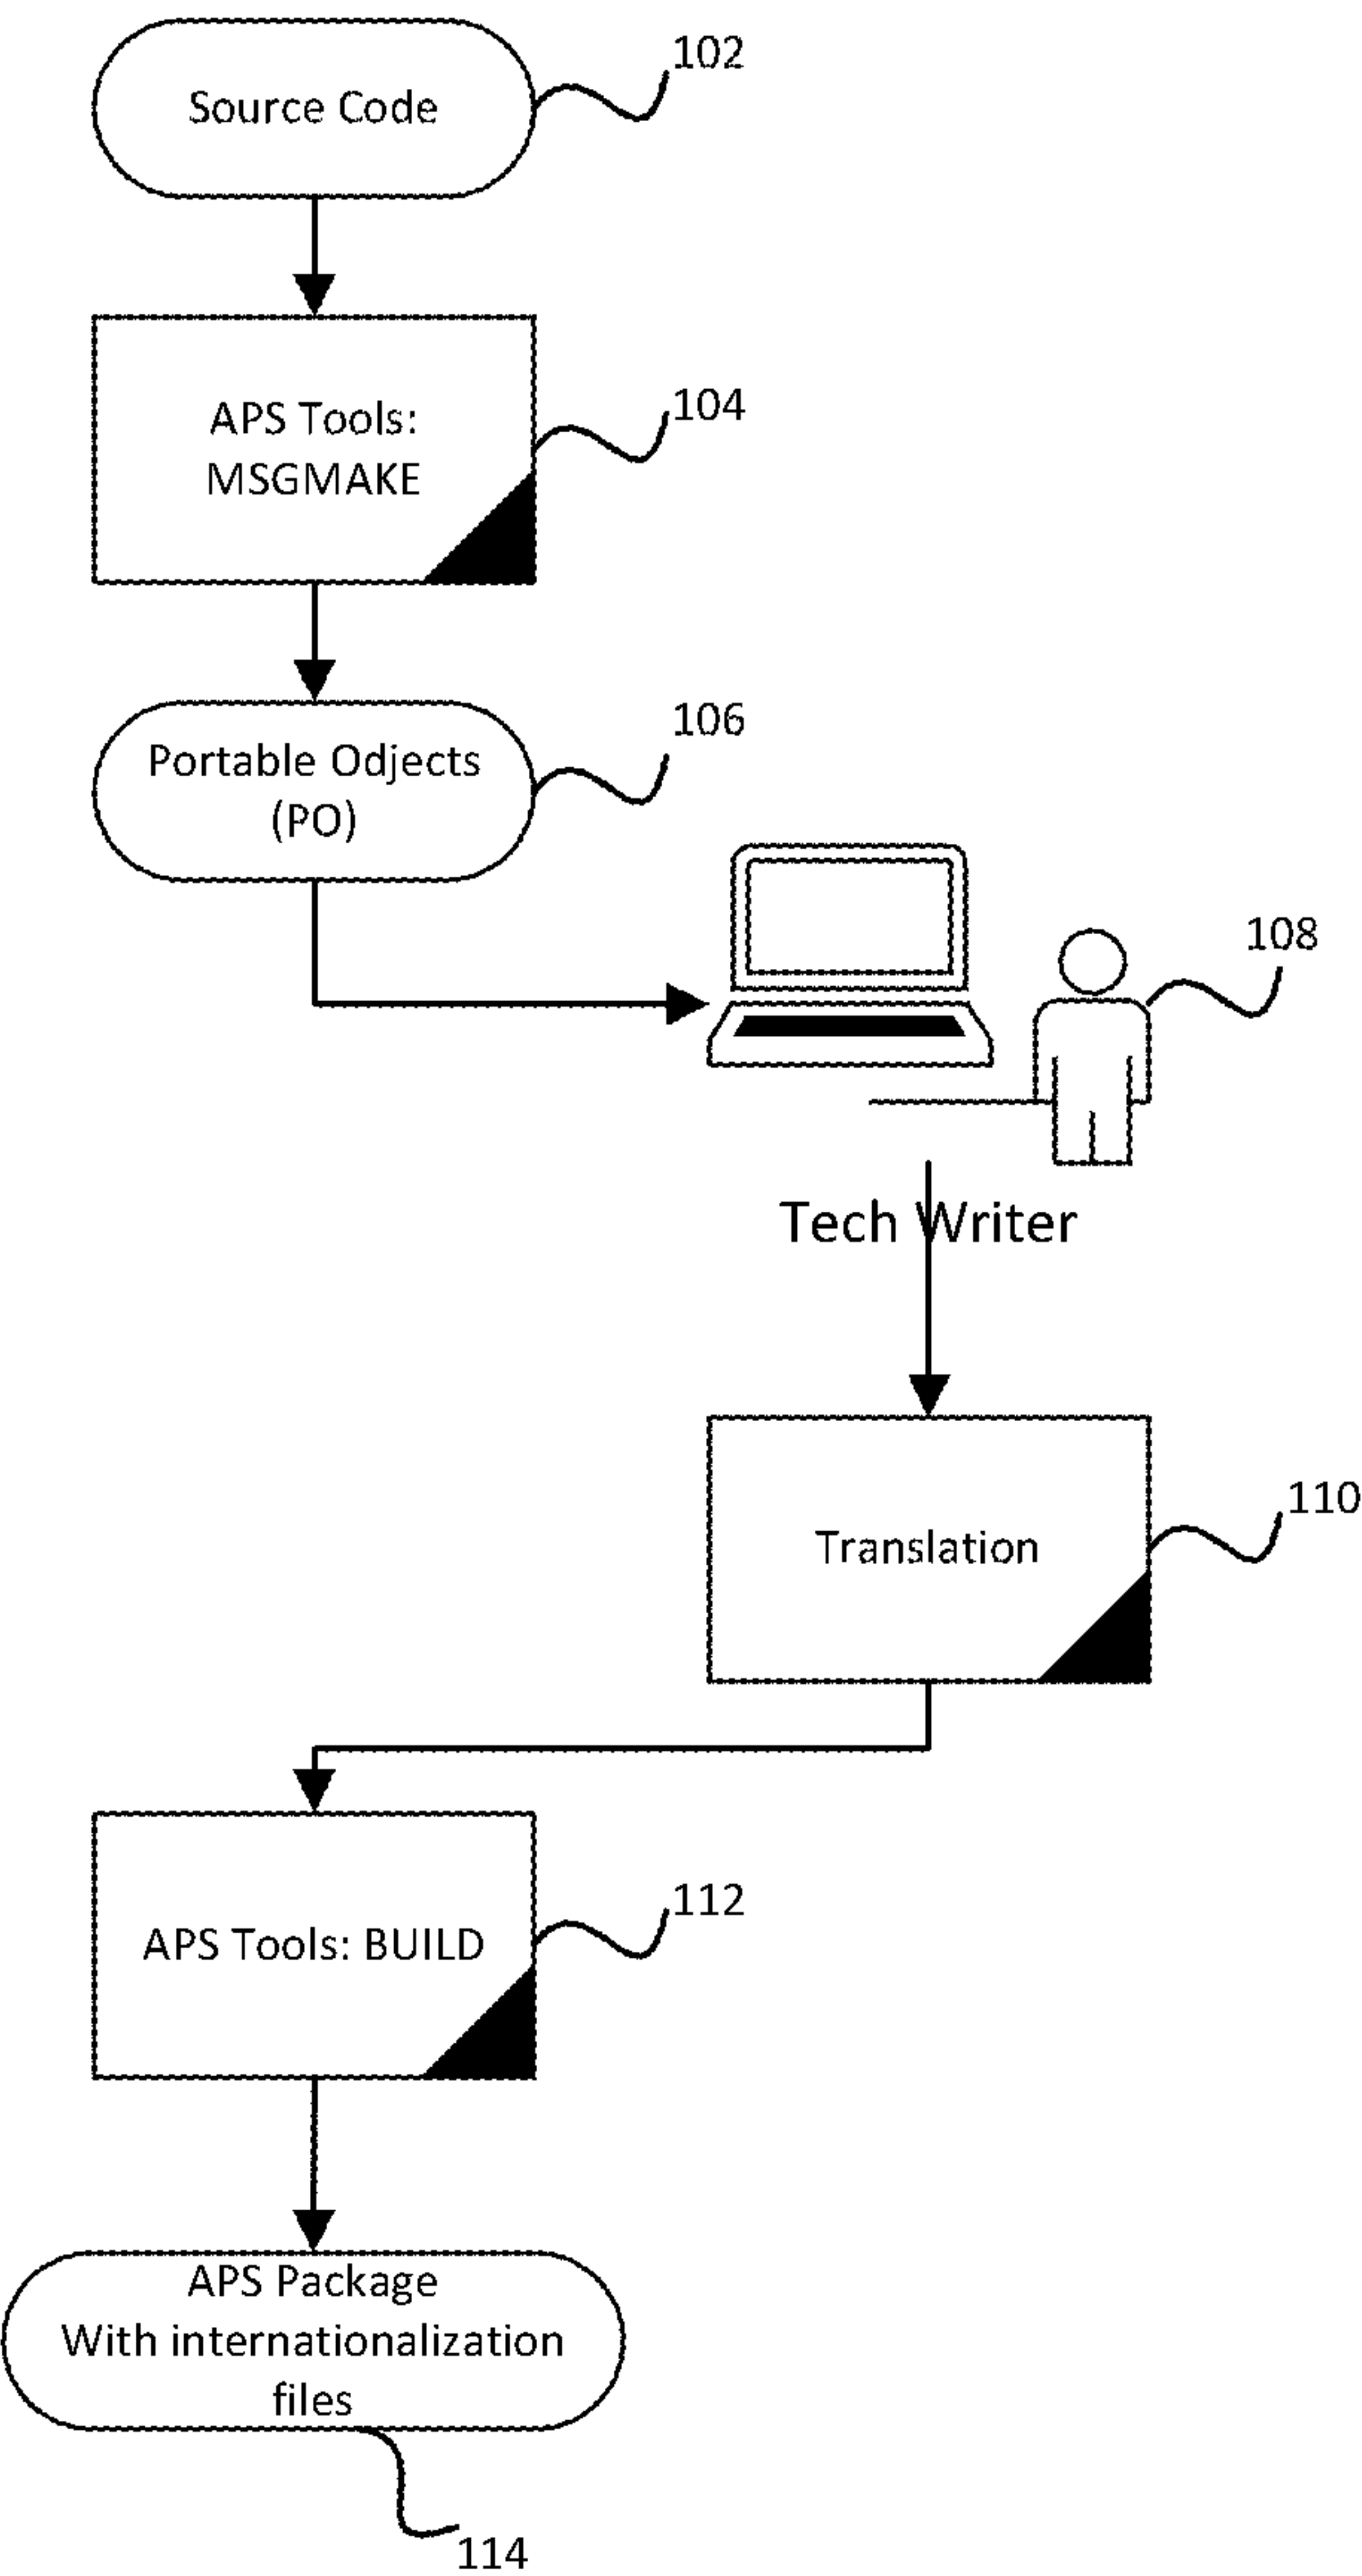 102
Source Code
104
APS Tools:
MSGMAKE
106
Portable Odjects
(PO)
108
Tech Writer
110
Translation
112
APS Tools: BUILD
APS Package
With internationalization
files
114